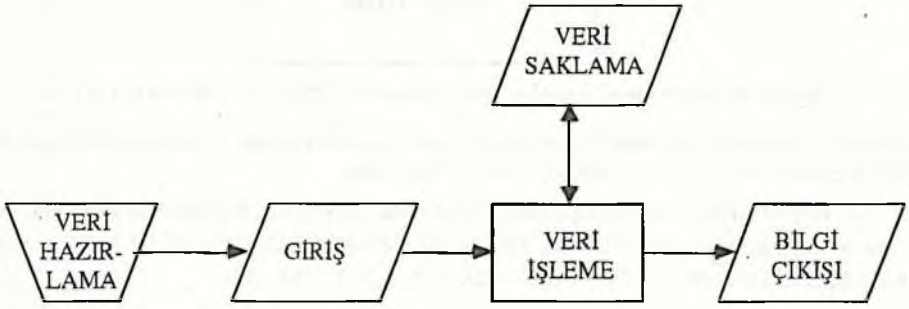 VERİ
SAKLAMA
VERİ
HAZIR-
LAMA
GİRİŞ
VERİ
İŞLEME
BİLGİ
ÇIKIŞI